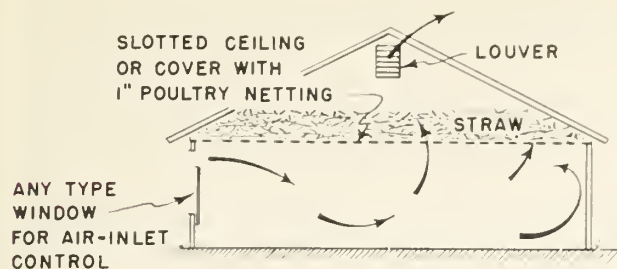 SLOTTED CEILING
OR COVER WITH
1" POULTRY NETTING
LOUVER
STRAW
ANY TYPE
WINDOW
FOR AIR-INLET
CONTROL